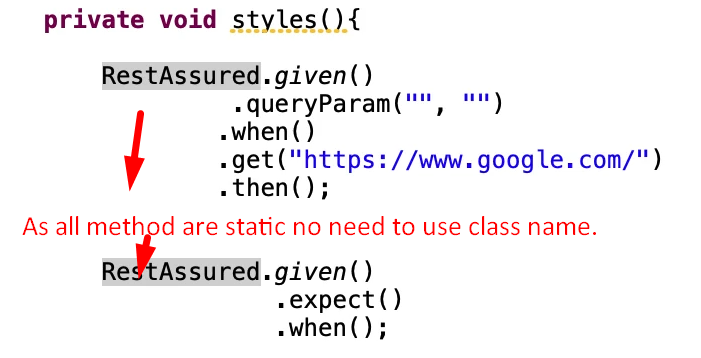 private void styles(){
RestAssured.given()
.queryParam("", "")
.when()
.get("https://www.google.com/")
.then();
As all method are static no need to use class name.
RestAssured.given()
.expect()
.when();